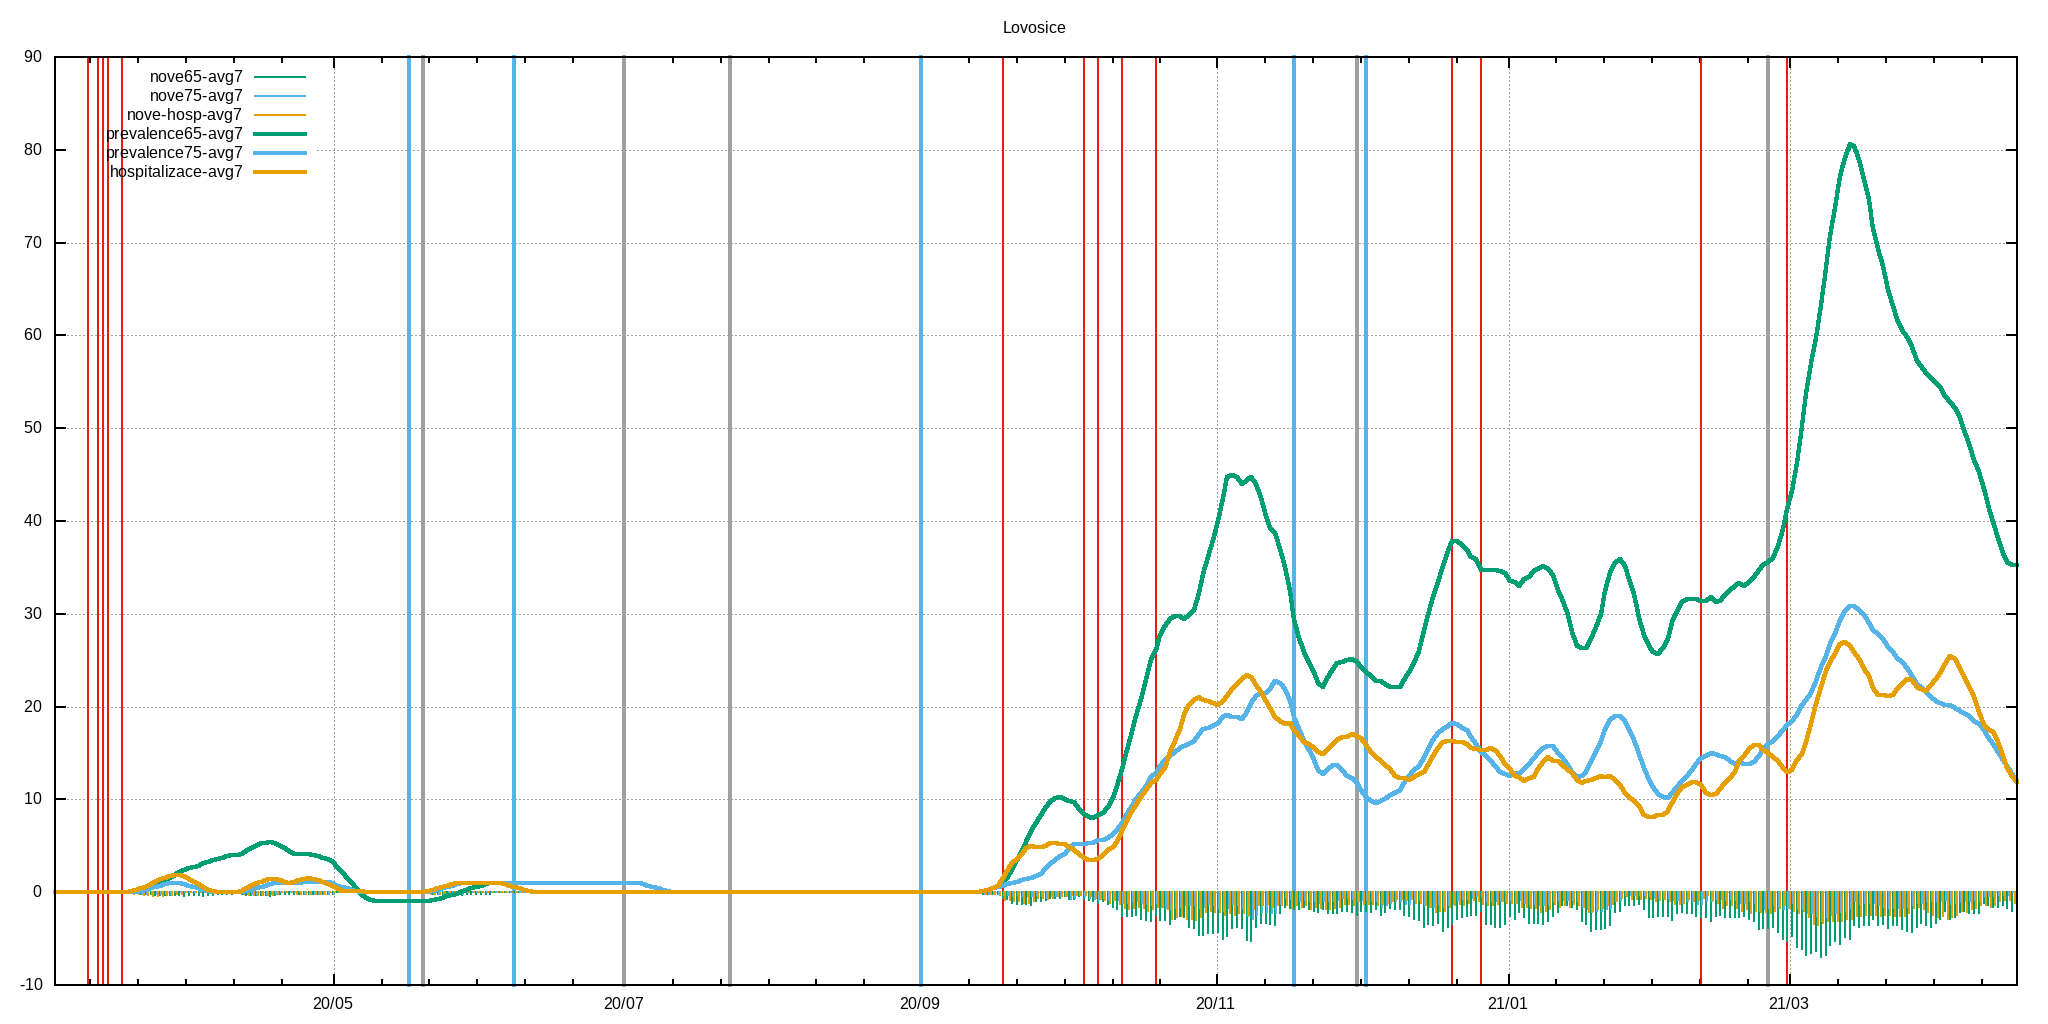 Lovosice
90
80
70
60
50
40
30
20
10
0
-10
nove65-avg7
nove75-avg7
nove-hosp-avg7
prevalence65-avg7
prevalence75-avg7
hospitalizace-avg7
20/05 20/07 20/09 20/11 21/01 21/03